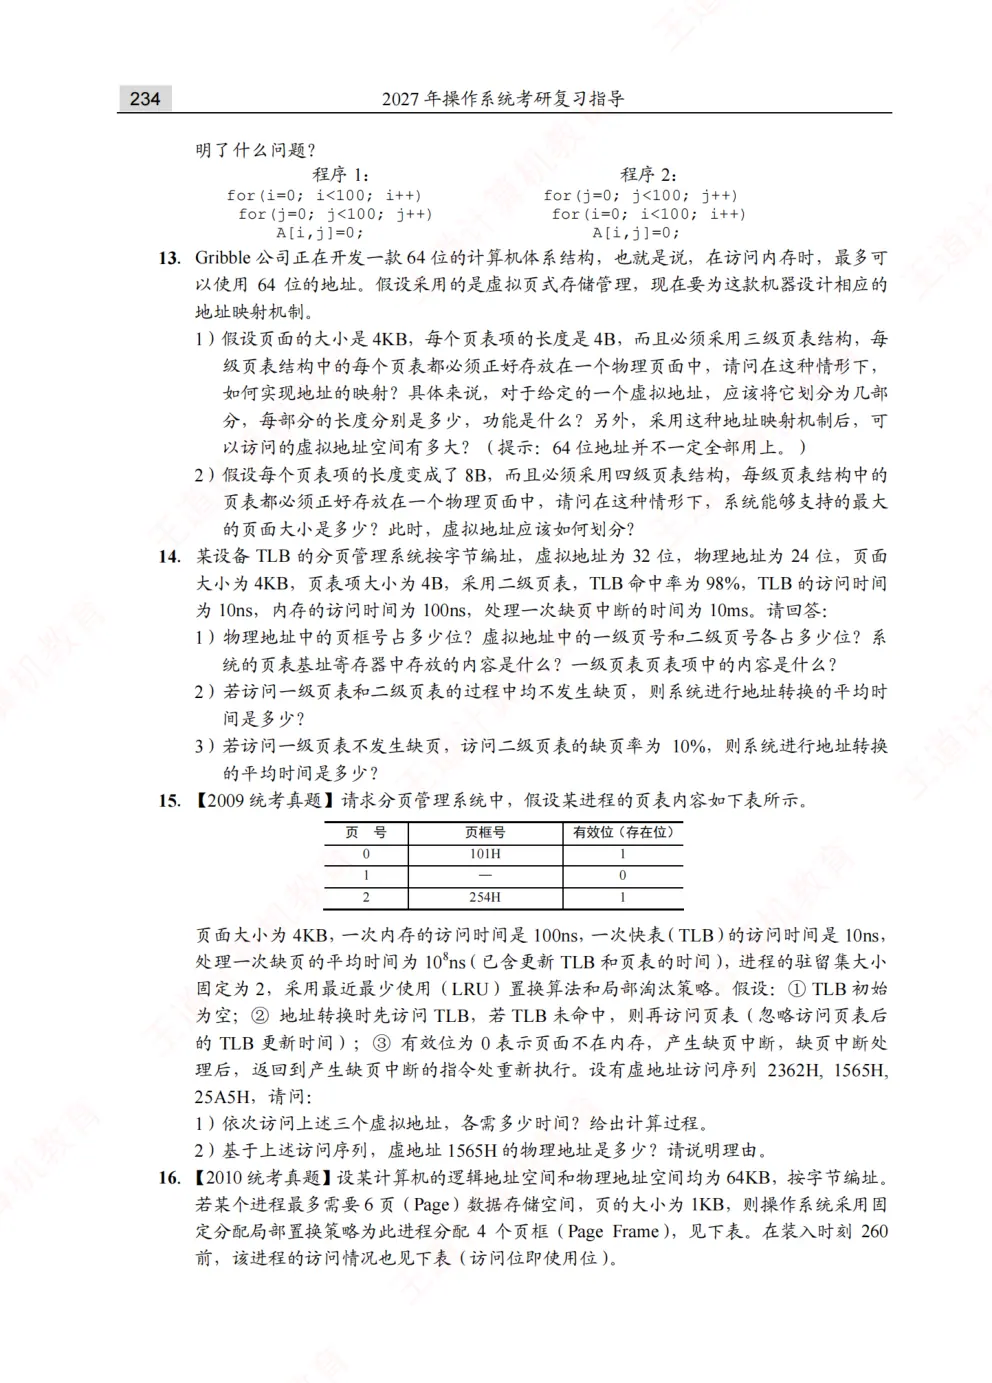 234
2027 年操作系统考研复习指导
明了什么问题？
程序 1： 程序 2：
for(i=0; i<100; i++) for(j=0; j<100; j++)
for(j=0; j<100; j++) for(i=0; i<100; i++)
A[i,j]=0; A[i,j]=0;
13. Gribble 公司正在开发一款 64 位的计算机体系结构，也就是说，在访问内存时，最多可
以使用 64 位的地址。假设采用的是虚拟页式存储管理，现在要为这款机器设计相应的
地址映射机制。
1）假设页面的大小是 4KB，每个页表项的长度是 4B，而且必须采用三级页表结构，每
级页表结构中的每个页表都必须正好存放在一个物理页面中，请问在这种情形下，
如何实现地址的映射？具体来说，对于给定的一个虚拟地址，应该将它划分为几部
分，每部分的长度分别是多少，功能是什么？另外，采用这种地址映射机制后，可
以访问的虚拟地址空间有多大？（提示：64 位地址并不一定全部用上。）
2）假设每个页表项的长度变成了 8B，而且必须采用四级页表结构，每级页表结构中的
页表都必须正好存放在一个物理页面中，请问在这种情形下，系统能够支持的最大
的页面大小是多少？此时，虚拟地址应该如何划分？
14. 某设备 TLB 的分页管理系统按字节编址，虚拟地址为 32 位，物理地址为 24 位，页面
大小为 4KB，页表项大小为 4B，采用二级页表，TLB 命中率为 98%，TLB 的访问时间
为 10ns，内存的访问时间为 100ns，处理一次缺页中断的时间为 10ms。请回答：
1）物理地址中的页框号占多少位？虚拟地址中的一级页号和二级页号各占多少位？系
统的页表基址寄存器中存放的内容是什么？一级页表页表项中的内容是什么？
2）若访问一级页表和二级页表的过程中均不发生缺页，则系统进行地址转换的平均时
间是多少？
3）若访问一级页表不发生缺页，访问二级页表的缺页率为 10%，则系统进行地址转换
的平均时间是多少？
15. 【2009 统考真题】请求分页管理系统中，假设某进程的页表内容如下表所示。
页 号 页框号 有效位（存在位）
0 101H 1
1 — 0
2 254H 1
页面大小为 4KB，一次内存的访问时间是 100ns，一次快表（TLB）的访问时间是 10ns，
处理一次缺页的平均时间为 10⁸ns（已含更新 TLB 和页表的时间），进程的驻留集大小
固定为 2，采用最近最少使用（LRU）置换算法和局部淘汰策略。假设：① TLB 初始
为空；② 地址转换时先访问 TLB，若 TLB 未命中，则再访问页表（忽略访问页表后
的 TLB 更新时间）；③ 有效位为 0 表示页面不在内存，产生缺页中断，缺页中断处
理后，返回到产生缺页中断的指令处重新执行。设有虚地址访问序列 2362H, 1565H,
25A5H，请问：
1）依次访问上述三个虚拟地址，各需多少时间？给出计算过程。
2）基于上述访问序列，虚地址 1565H 的物理地址是多少？请说明理由。
16. 【2010 统考真题】设某计算机的逻辑地址空间和物理地址空间均为 64KB，按字节编址。
若某个进程最多需要 6 页（Page）数据存储空间，页的大小为 1KB，则操作系统采用固
定分配局部置换策略为此进程分配 4 个页框（Page Frame），见下表。在装入时刻 260
前，该进程的访问情况也见下表（访问位即使用位）。